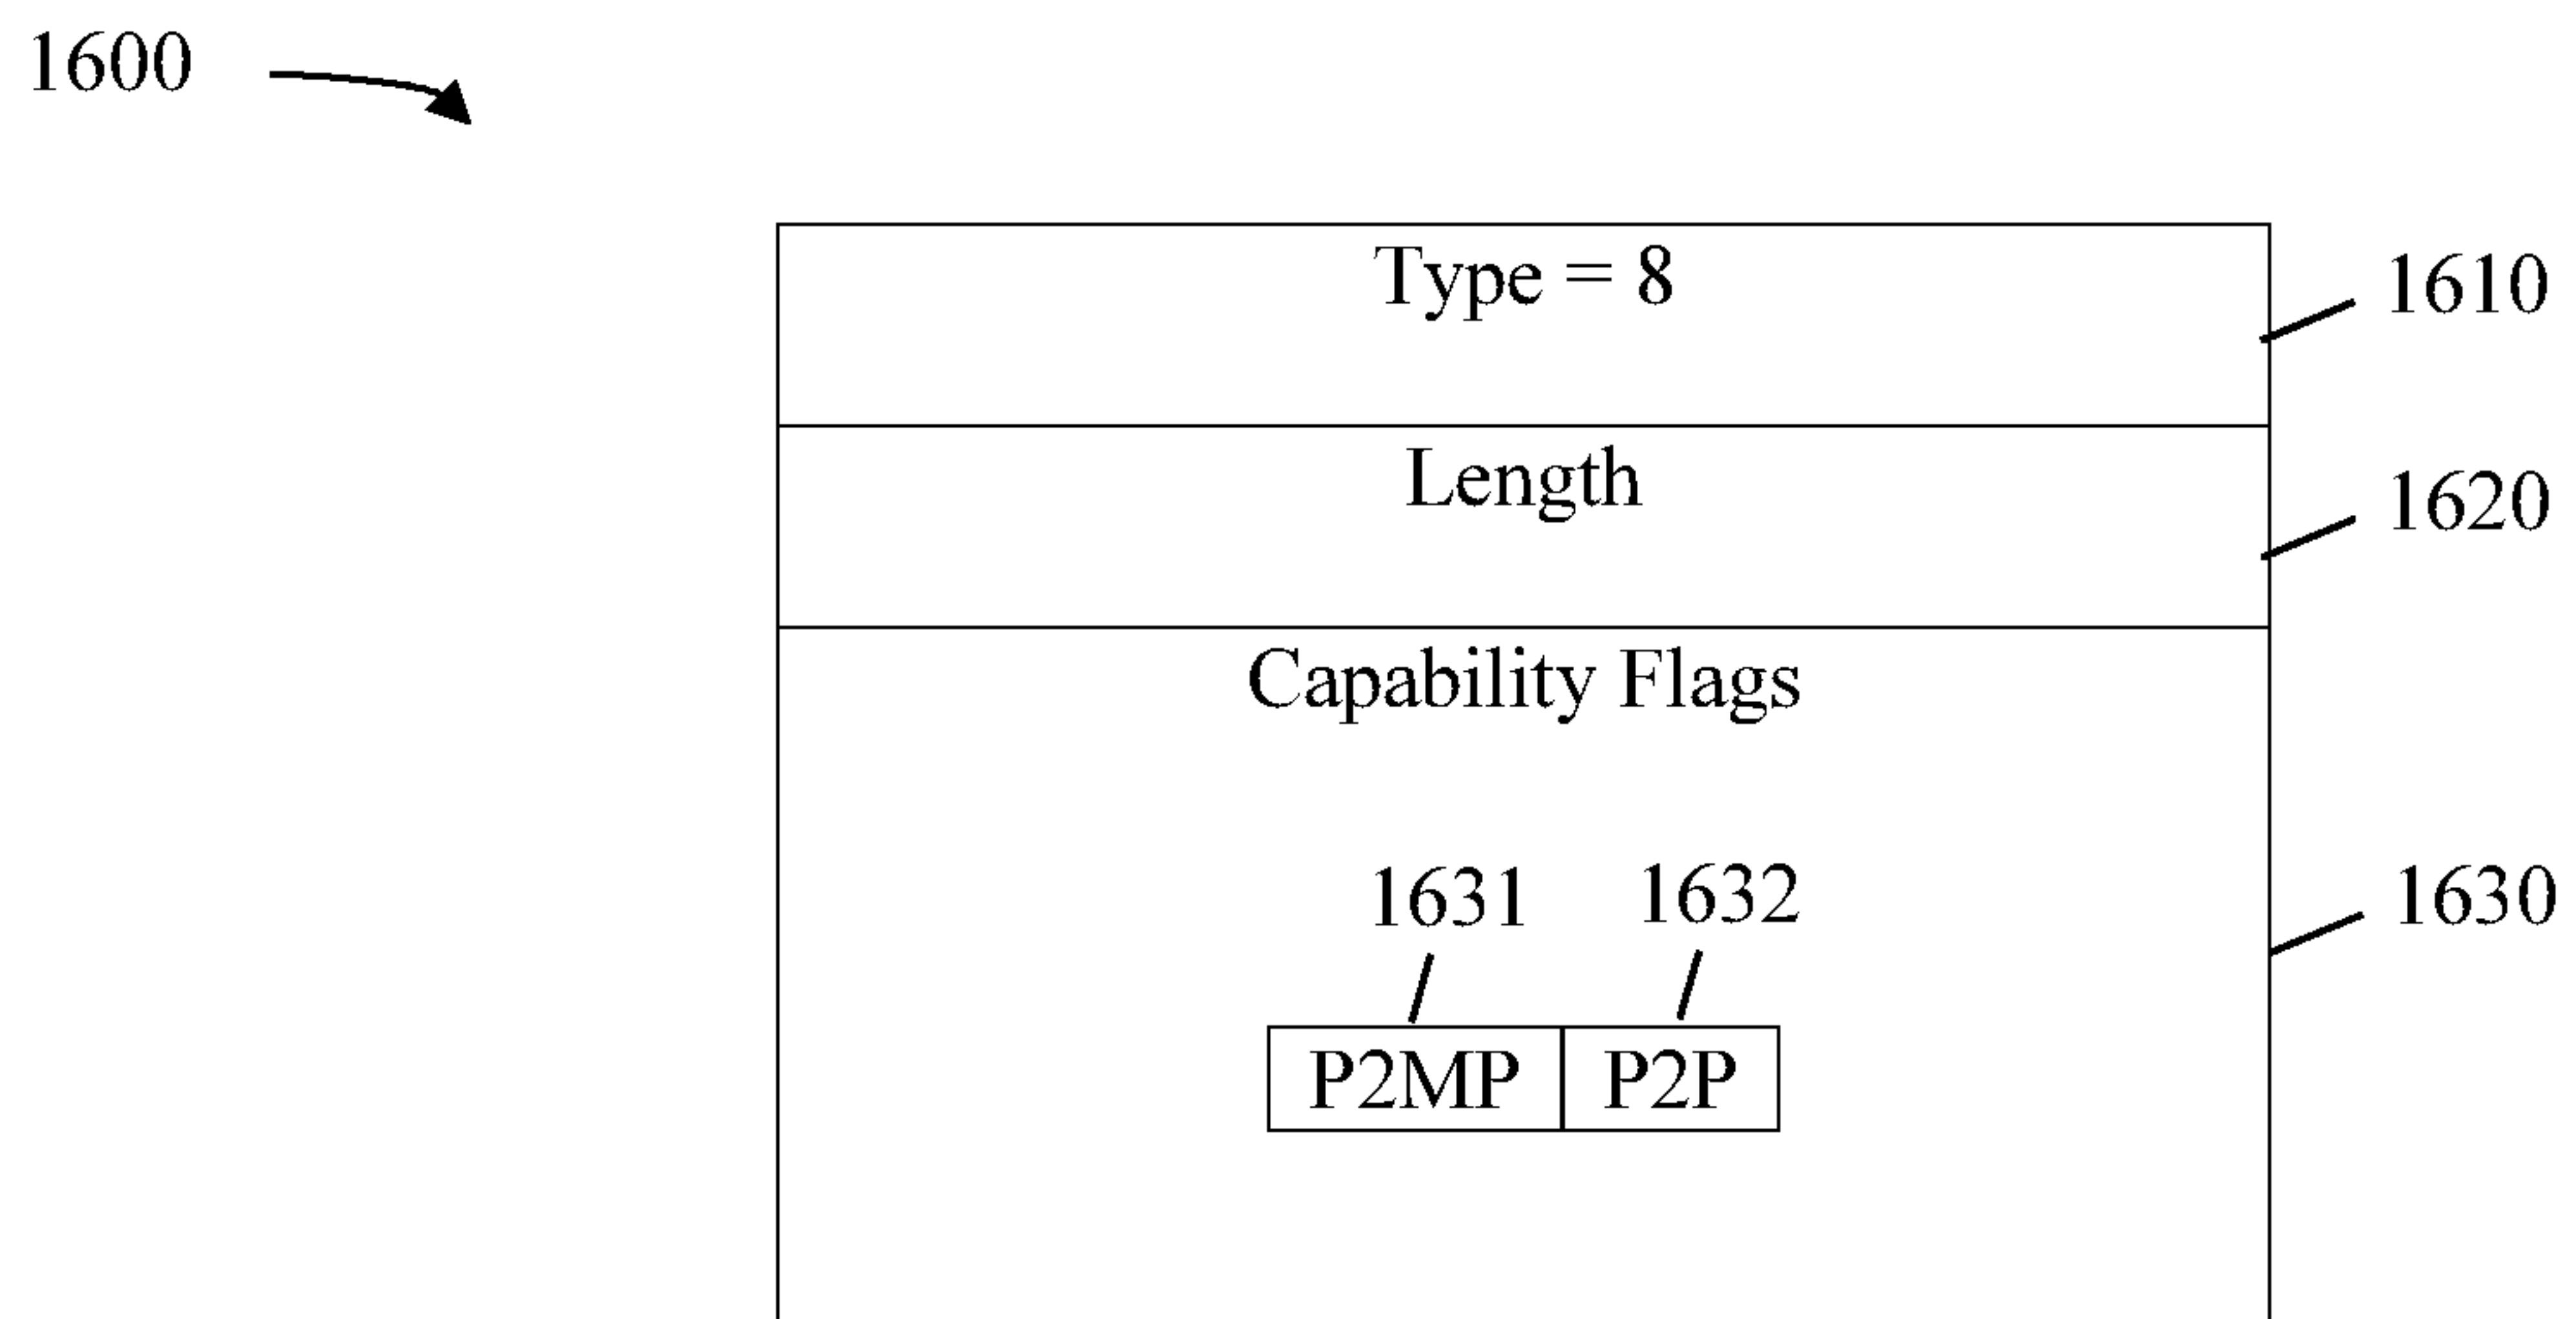 1600
Type = 8
1610
Length
1620
Capability Flags
1631 1632
1630
P2MP P2P